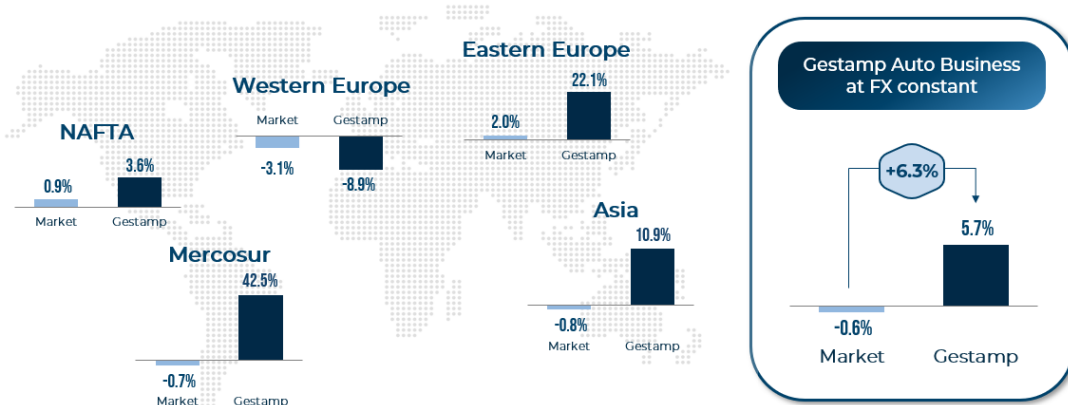 NAFTA
0.9%
3.6%
Market
Gestamp
Western Europe
Market
Gestamp
-3.1%
-8.9%
Eastern Europe
2.0%
22.1%
Market
Gestamp
Mercosur
42.5%
-0.7%
Market
Gestamp
Asia
10.9%
-0.8%
Market
Gestamp
Gestamp Auto Business
at FX constant
+6.3%
5.7%
-0.6%
Market
Gestamp